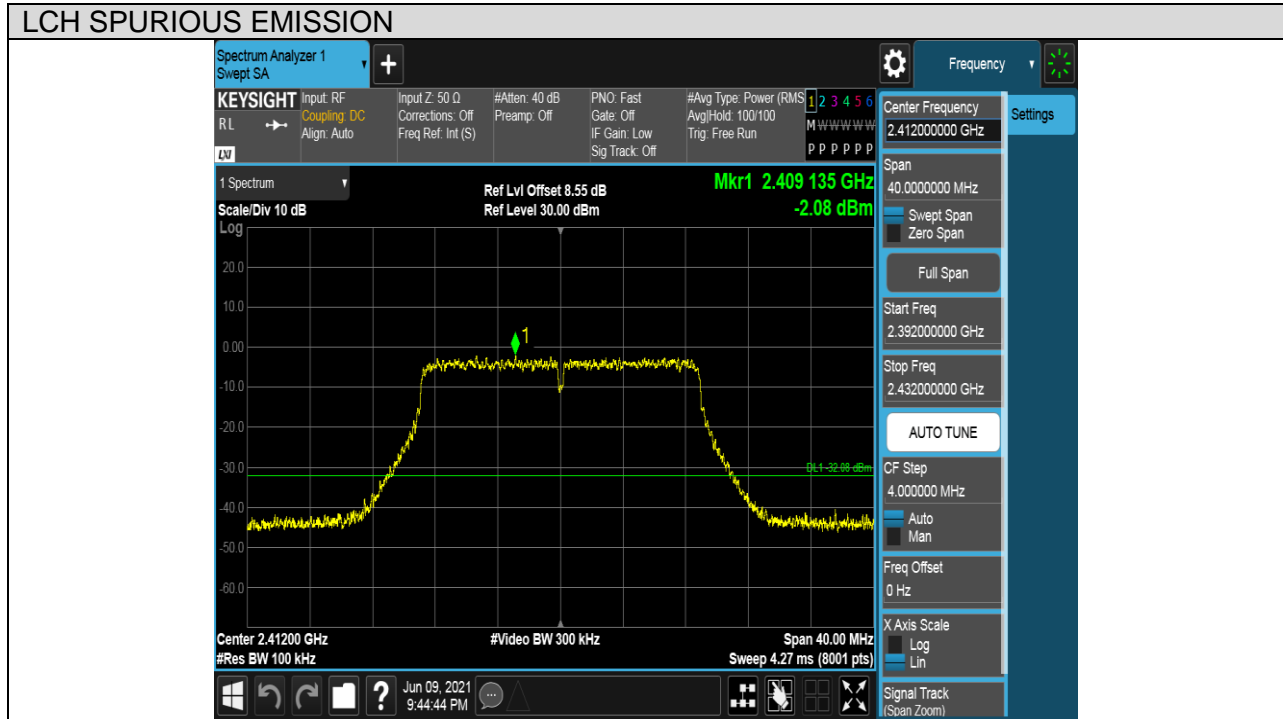 LCH SPURIOUS EMISSION
Spectrum Analyzer 1
Swept SA
+
Frequency
KEYSIGHT
RL
LXI
Input: RF
Coupling: DC
Align: Auto
Input Z: 50 Ω
Corrections: Off
Freq Ref: Int (S)
#Atten: 40 dB
Preamp: Off
PNO: Fast
Gate: Off
IF Gain: Low
Sig Track: Off
#Avg Type: Power (RMS
Avg|Hold: 100/100
Trig: Free Run
1 2 3 4 5 6
M W W W W W
P P P P P P
1 Spectrum
Scale/Div 10 dB
Log
Ref Lvl Offset 8.55 dB
Ref Level 30.00 dBm
Mkr1 2.409 135 GHz
-2.08 dBm
20.0
10.0
0.00
-10.0
-20.0
-30.0
-40.0
-50.0
-60.0
1
DL1 -32.08 dBm
Center 2.41200 GHz
#Res BW 100 kHz
#Video BW 300 kHz
Span 40.00 MHz
Sweep 4.27 ms (8001 pts)
Center Frequency
2.412000000 GHz
Settings
Span
40.0000000 MHz
Swept Span
Zero Span
Full Span
Start Freq
2.392000000 GHz
Stop Freq
2.432000000 GHz
AUTO TUNE
CF Step
4.000000 MHz
Auto
Man
Freq Offset
0 Hz
X Axis Scale
Log
Lin
Signal Track
(Span Zoom)
?
Jun 09, 2021
9:44:44 PM